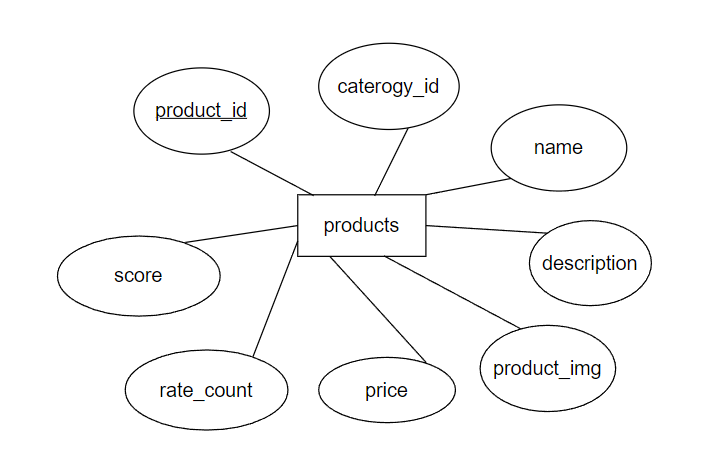 caterogy_id
product_id
name
products
description
score
product_img
rate_count
price